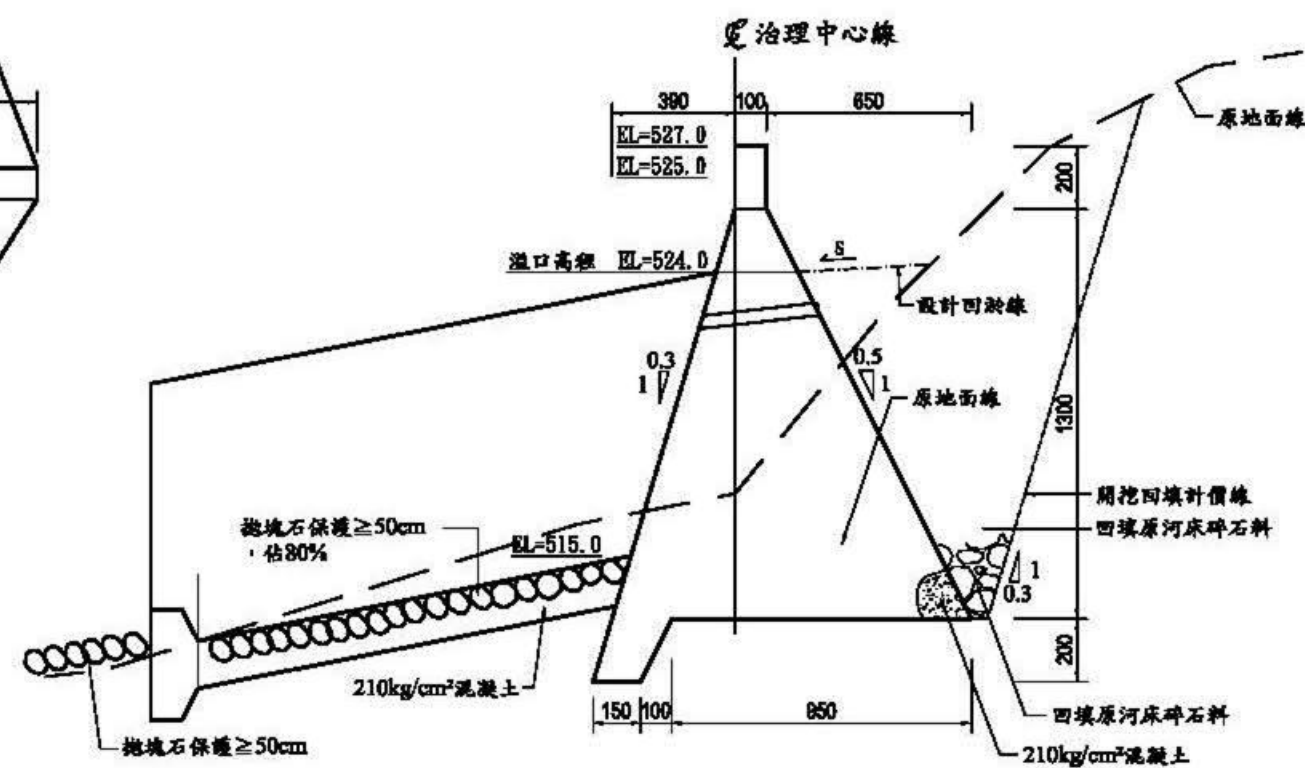 ℄ 治理中心線
390
100
650
原地面線
EL=527.0
EL=525.0
200
溢口高程 EL=524.0
S
設計回淤線
0.3
1
0.5
1
原地面線
1300
開挖回填計價線
回填原河床碎石料
拋塊石保護≧50cm
，佔80%
EL=515.0
1
0.3
200
210kg/cm²混凝土
150
100
850
拋塊石保護≧50cm
回填原河床碎石料
210kg/cm²混凝土